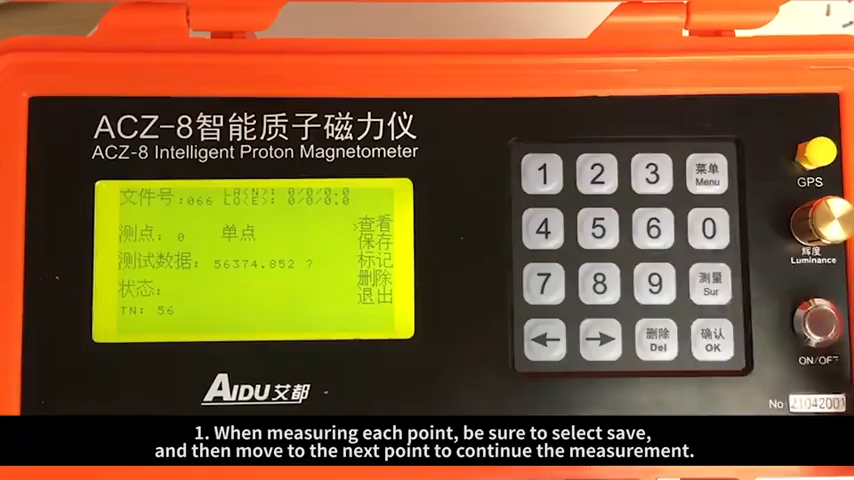 ACZ-8智能质子磁力仪
ACZ-8 Intelligent Proton Magnetometer
文件号:066 LA(N): 0/0/0.0
LO(E): 0/0/0.0
测点: 0 单点
测试数据: 56374.852 ?
状态:
TN: 56
>查看
保存
标记
删除
退出
1 2 3 菜单 Menu
4 5 6 0
7 8 9 测量 Sur
← → 删除 Del 确认 OK
GPS
辉度
Luminance
ON/OFF
No 21042001
AIDU 艾都
1. When measuring each point, be sure to select save,
and then move to the next point to continue the measurement.